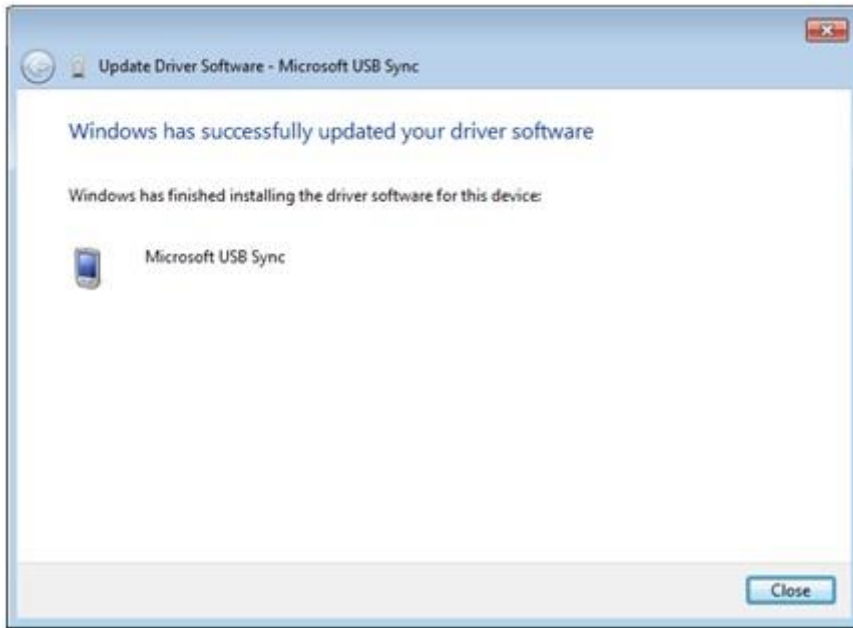 Update Driver Software - Microsoft USB Sync
Windows has successfully updated your driver software
Windows has finished installing the driver software for this device:
Microsoft USB Sync
Close